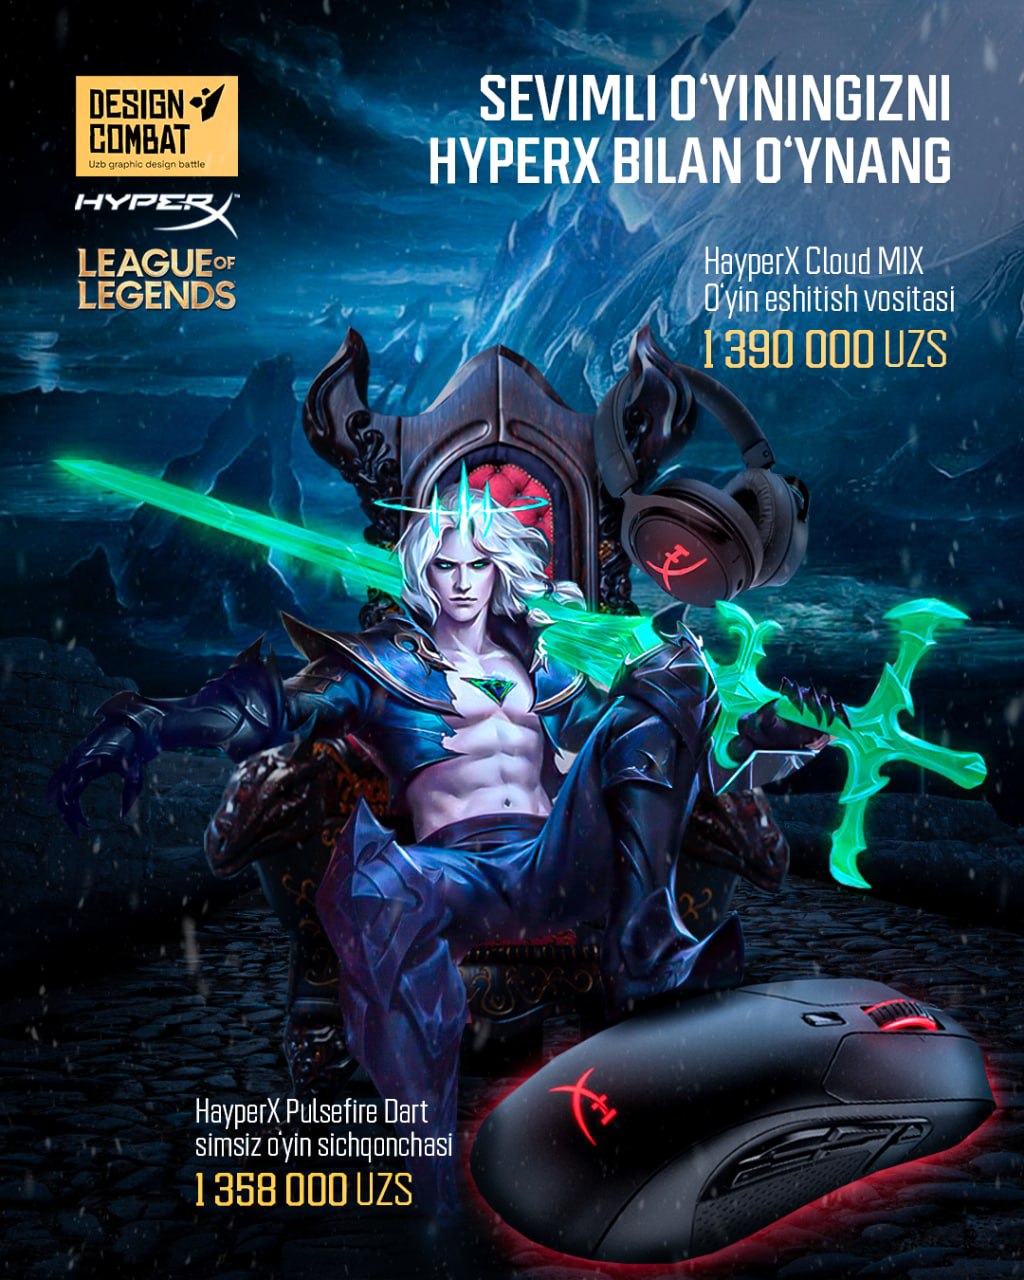 DESIGN
COMBAT
Uzb graphic design battle
HYPERX™
LEAGUE OF
LEGENDS
SEVIMLI O‘YININGIZNI
HYPERX BILAN O‘YNANG
HayperX Cloud MIX
O‘yin eshitish vositasi
1 390 000 UZS
HayperX Pulsefire Dart
simsiz o‘yin sichqonchasi
1 358 000 UZS